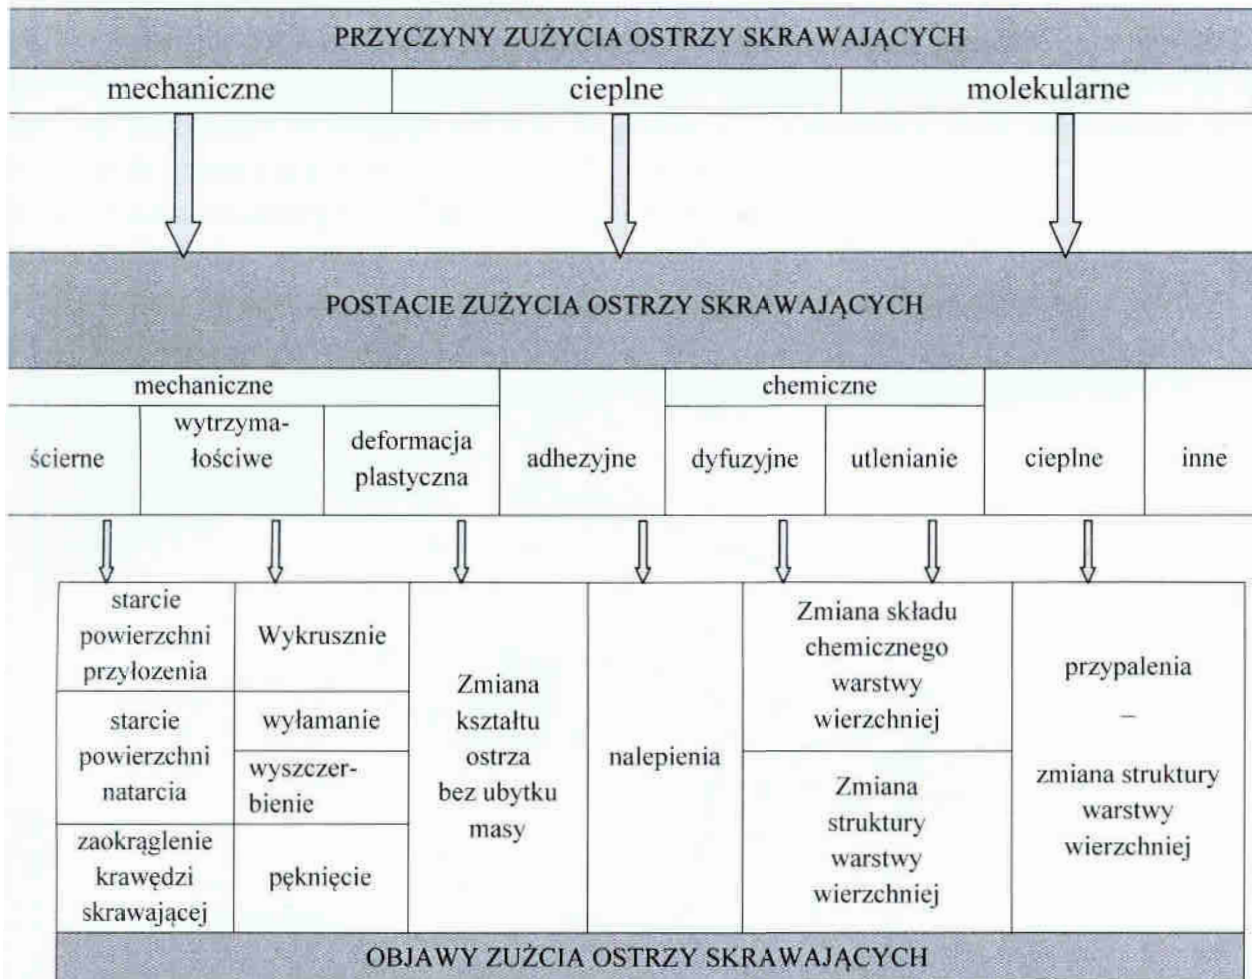 PRZYCZYNY ZUŻYCIA OSTRZY SKRAWAJĄCYCH
mechaniczne
cieplne
molekularne
POSTACIE ZUŻYCIA OSTRZY SKRAWAJĄCYCH
mechaniczne
chemiczne
ścierne
wytrzyma-
łościwe
deformacja
plastyczna
adhezyjne
dyfuzyjne
utlenianie
cieplne
inne
starcie
powierzchni
przyłozenia
starcie
powierzchni
natarcia
zaokrąglenie
krawędzi
skrawającej
Wykrusznie
wyłamanie
wyszczer-
bienie
pęknięcie
Zmiana
kształtu
ostrza
bez ubytku
masy
nalepienia
Zmiana składu
chemicznego
warstwy
wierzchniej
Zmiana
struktury
warstwy
wierzchniej
przypalenia
–
zmiana struktury
warstwy
wierzchniej
OBJAWY ZUŻCIA OSTRZY SKRAWAJĄCYCH